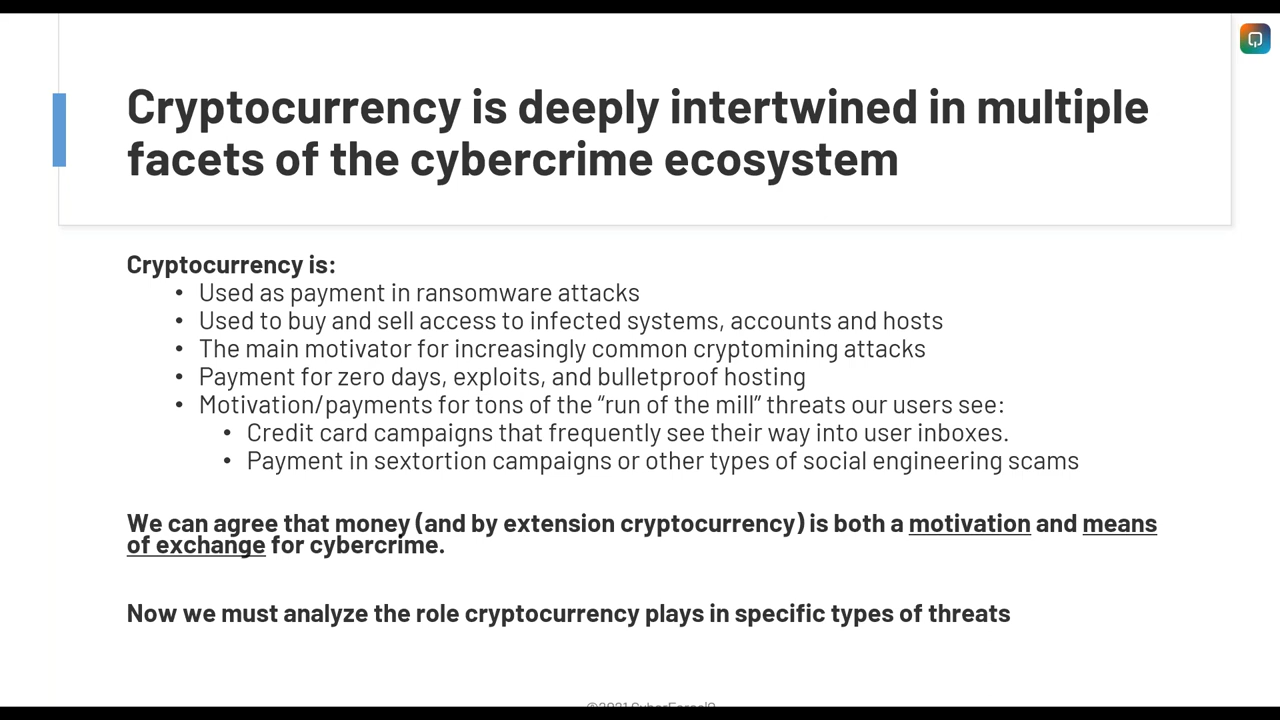 Cryptocurrency is deeply intertwined in multiple
facets of the cybercrime ecosystem
Cryptocurrency is:
• Used as payment in ransomware attacks
• Used to buy and sell access to infected systems, accounts and hosts
• The main motivator for increasingly common cryptomining attacks
• Payment for zero days, exploits, and bulletproof hosting
• Motivation/payments for tons of the “run of the mill” threats our users see:
• Credit card campaigns that frequently see their way into user inboxes.
• Payment in sextortion campaigns or other types of social engineering scams
We can agree that money (and by extension cryptocurrency) is both a motivation and means
of exchange for cybercrime.
Now we must analyze the role cryptocurrency plays in specific types of threats